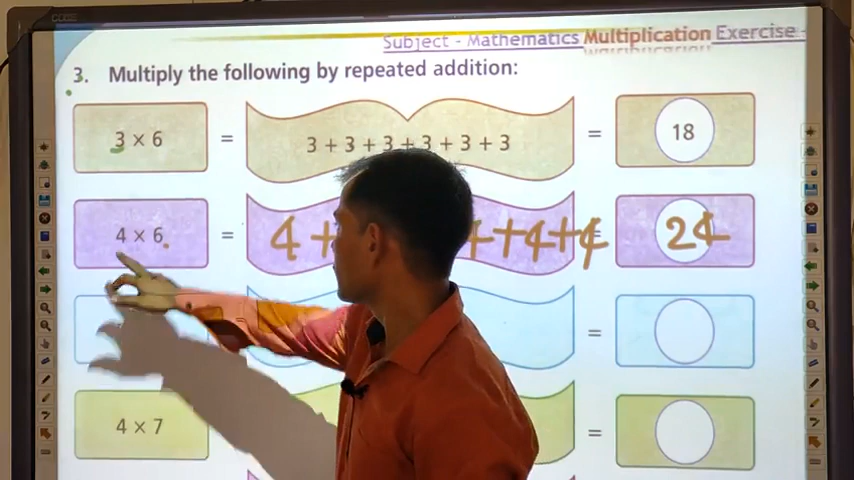 Subject - Mathematics Multiplication Exercise -
3. Multiply the following by repeated addition:
3 × 6 = 3 + 3 + 3 + 3 + 3 + 3 = 18
4 × 6 = 4 + +4+4 = 24
=
4 × 7 =